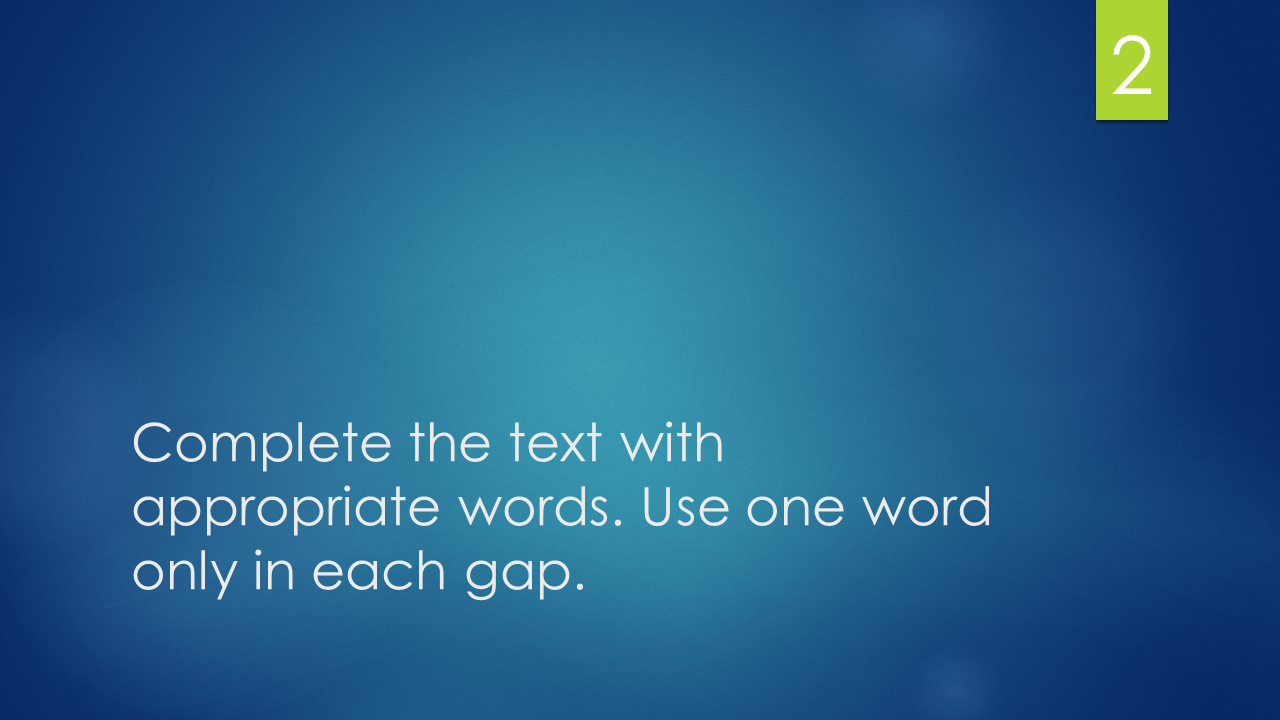 2
Complete the text with
appropriate words. Use one word
only in each gap.